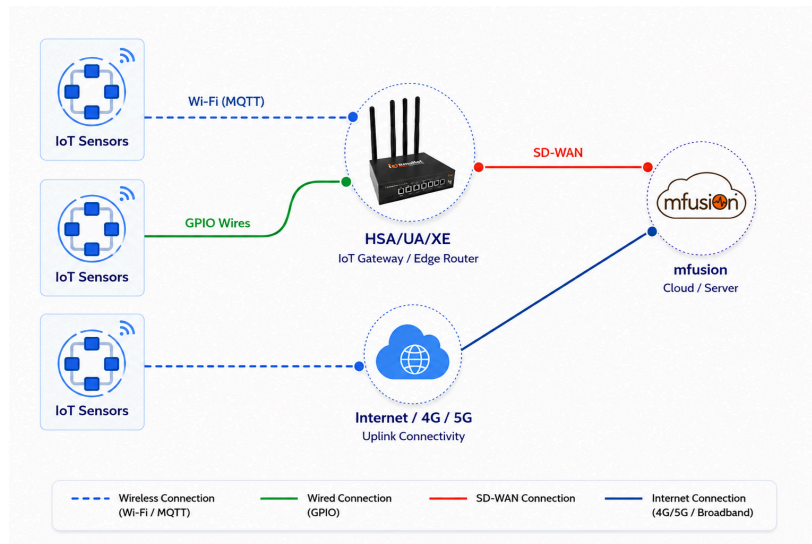 IoT Sensors
Wi-Fi (MQTT)
IoT Sensors
GPIO Wires
IoT Sensors
HSA/UA/XE
IoT Gateway / Edge Router
SD-WAN
mfusion
mfusion
Cloud / Server
Internet / 4G / 5G
Uplink Connectivity
Wireless Connection
(Wi-Fi / MQTT)
Wired Connection
(GPIO)
SD-WAN Connection
Internet Connection
(4G/5G / Broadband)